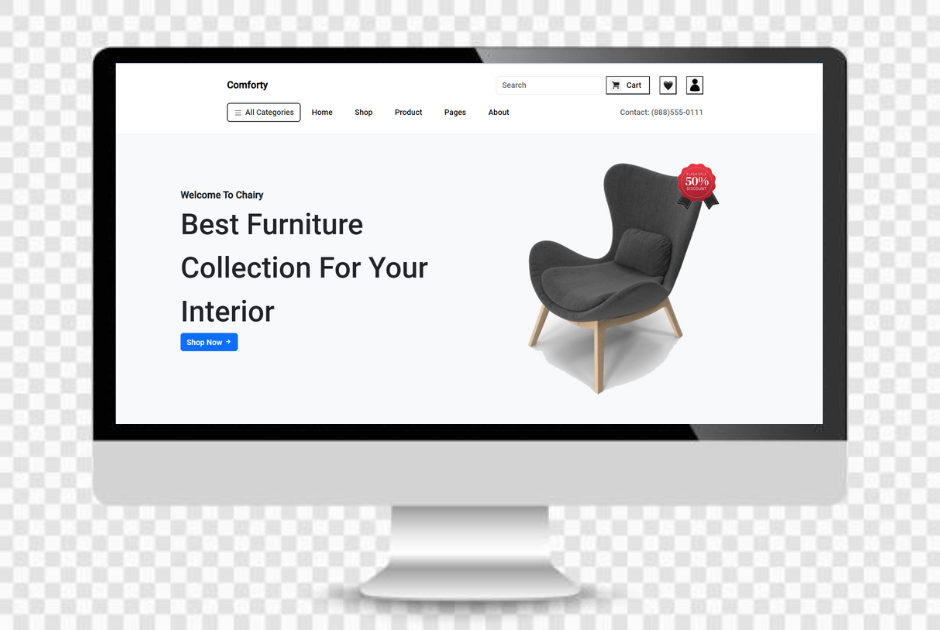 Comforty
Search
Cart
All Categories
Home
Shop
Product
Pages
About
Contact: (888)555-0111
Welcome To Chairy
Best Furniture
Collection For Your
Interior
Shop Now
50%
DISCOUNT